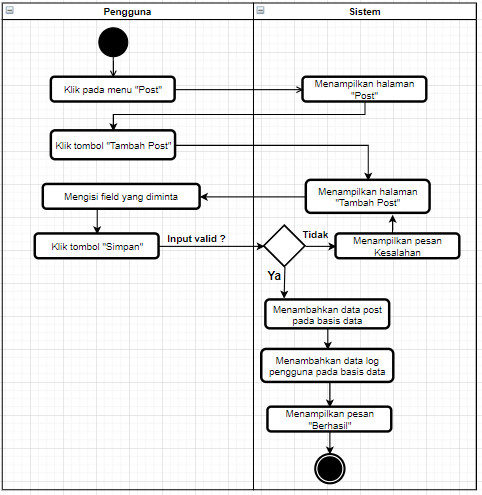 Pengguna
Sistem
Klik pada menu "Post"
Menampilkan halaman
"Post"
Klik tombol "Tambah Post"
Menampilkan halaman
"Tambah Post"
Mengisi field yang diminta
Klik tombol "Simpan"
Input valid ?
Tidak
Menampilkan pesan
Kesalahan
Ya
Menambahkan data post
pada basis data
Menambahkan data log
pengguna pada basis data
Menampilkan pesan
"Berhasil"